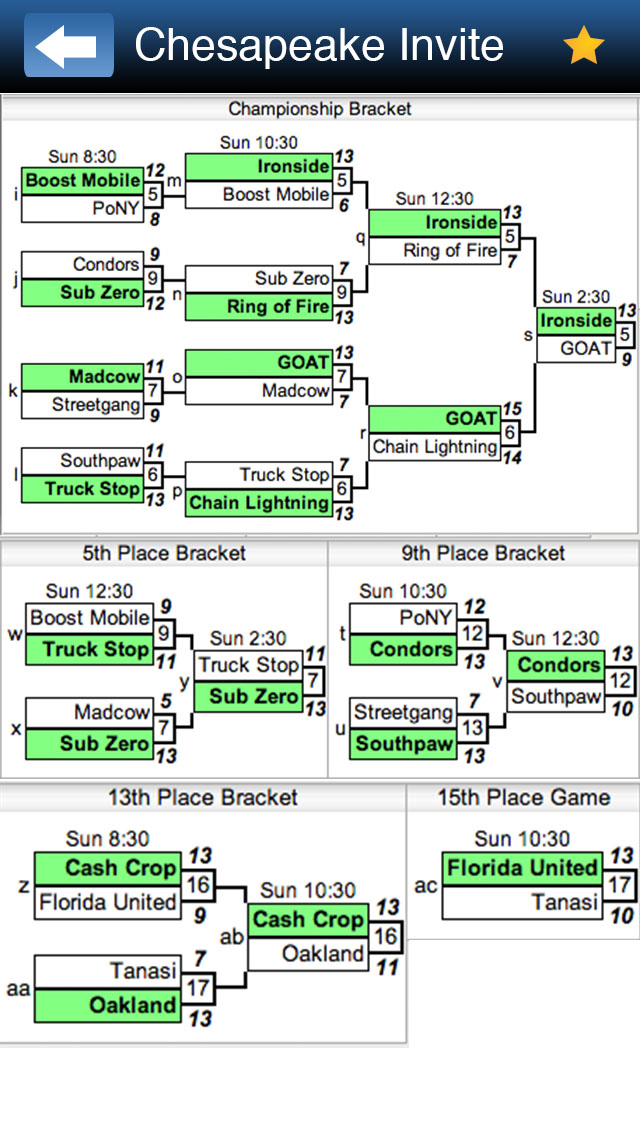 Chesapeake Invite
Championship Bracket
Sun 8:30
i
Boost Mobile 12
5
PoNY 8
j
Condors 9
9
Sub Zero 12
k
Madcow 11
7
Streetgang 9
l
Southpaw 11
6
Truck Stop 13
Sun 10:30
m
Ironside 13
5
Boost Mobile 6
n
Sub Zero 7
9
Ring of Fire 13
o
GOAT 13
7
Madcow 7
p
Truck Stop 7
6
Chain Lightning 13
Sun 12:30
q
Ironside 13
5
Ring of Fire 7
r
GOAT 15
6
Chain Lightning 14
Sun 2:30
s
Ironside 13
5
GOAT 9
5th Place Bracket
Sun 12:30
w
Boost Mobile 9
9
Truck Stop 11
x
Madcow 5
7
Sub Zero 13
Sun 2:30
y
Truck Stop 11
7
Sub Zero 13
9th Place Bracket
Sun 10:30
t
PoNY 12
12
Condors 13
u
Streetgang 7
13
Southpaw 13
Sun 12:30
v
Condors 13
12
Southpaw 10
13th Place Bracket
Sun 8:30
z
Cash Crop 13
16
Florida United 9
aa
Tanasi 7
17
Oakland 13
Sun 10:30
ab
Cash Crop 13
16
Oakland 11
15th Place Game
Sun 10:30
ac
Florida United 13
17
Tanasi 10